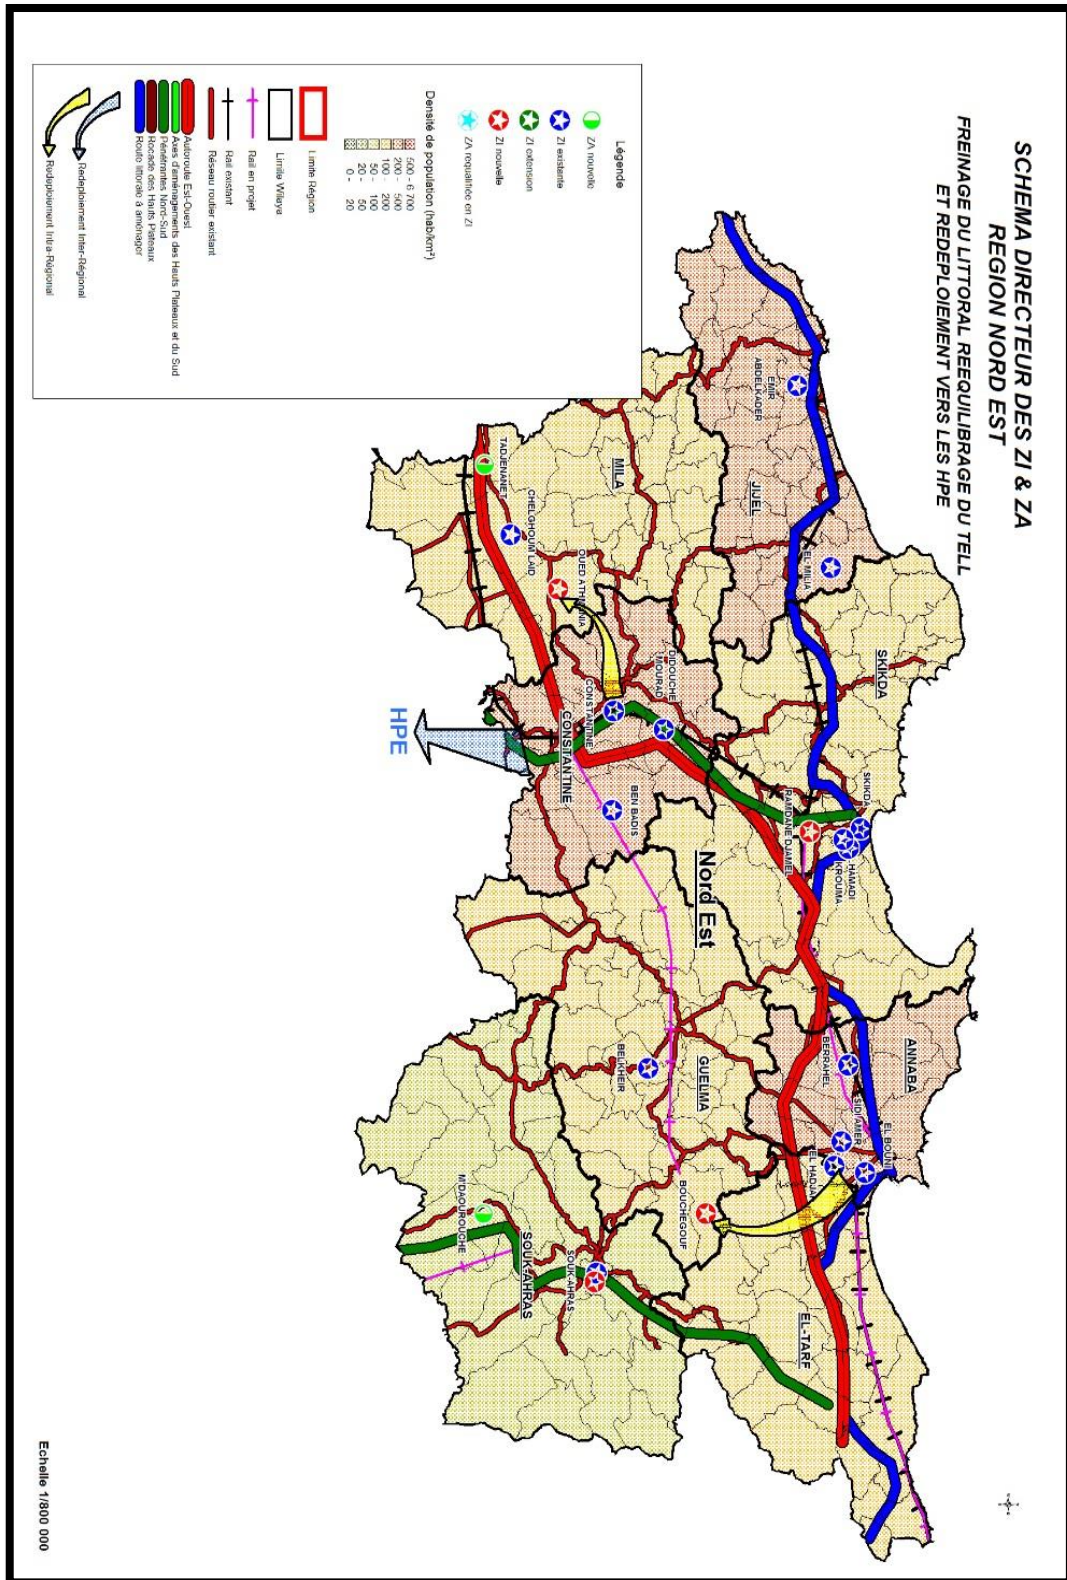 SCHEMA DIRECTEUR DES ZI & ZA
REGION NORD EST
FREINAGE DU LITTORAL REEQUILIBRAGE DU TELL
ET REDEPLOIEMENT VERS LES HPE
Légende
ZA nouvelle
ZI existante
ZI extension
ZI nouvelle
ZA requalifiée en ZI
Densité de population (hab/km²)
500 - 6 700
200 - 500
100 - 200
50 - 100
20 - 50
0 - 20
Limite Région
Limite Wilaya
Rail en projet
Rail existant
Réseau routier existant
Autoroute Est-Ouest
Axes d'aménagements des Hauts Plateaux et du Sud
Pénétrantes Nord-Sud
Rocade des Hauts Plateaux
Route littorale à aménager
Redeploiement Inter-Régional
Redeploiement Intra-Régional
EMIR
ABDELKADER
JIJEL
EL-MILIA
SKIKDA
SKIKDA
HAMADI
KROUMA
RAMDANE DJAMEL
ANNABA
BERRAHEL
SIDI AMER
EL BOUNI
EL HADJAR
EL-TARF
MILA
TADJENANET
CHELGHOUM LAID
OUED ATHMANIA
DIDOUCHE
MOURAD
CONSTANTINE
CONSTANTINE
BEN BADIS
Nord Est
GUELMA
BELKHEIR
BOUCHEGOUF
SOUK-AHRAS
SOUK-AHRAS
M'DAOUROUCHE
HPE
Echelle 1/800 000